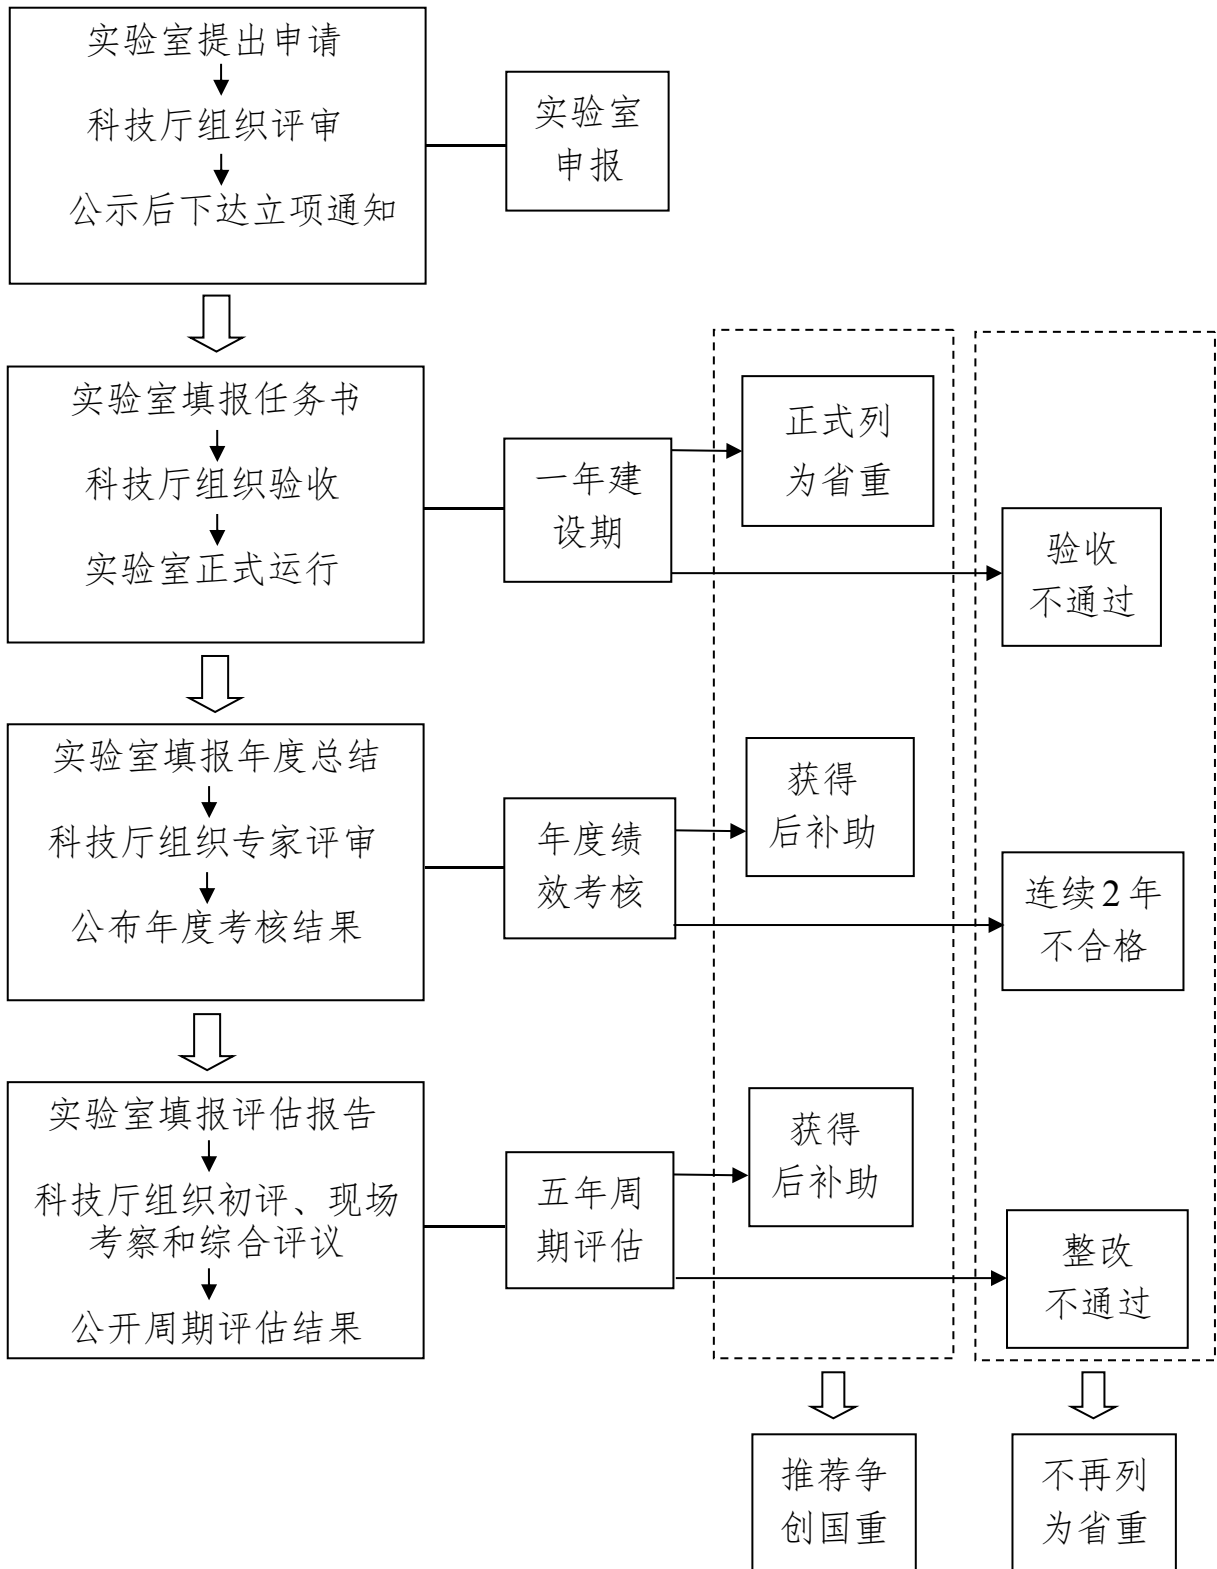 实验室提出申请
科技厅组织评审
公示后下达立项通知
实验室
申报
实验室填报任务书
科技厅组织验收
实验室正式运行
一年建
设期
正式列
为省重
验收
不通过
实验室填报年度总结
科技厅组织专家评审
公布年度考核结果
年度绩
效考核
获得
后补助
连续2年
不合格
实验室填报评估报告
科技厅组织初评、现场
考察和综合评议
公开周期评估结果
五年周
期评估
获得
后补助
整改
不通过
推荐争
创国重
不再列
为省重